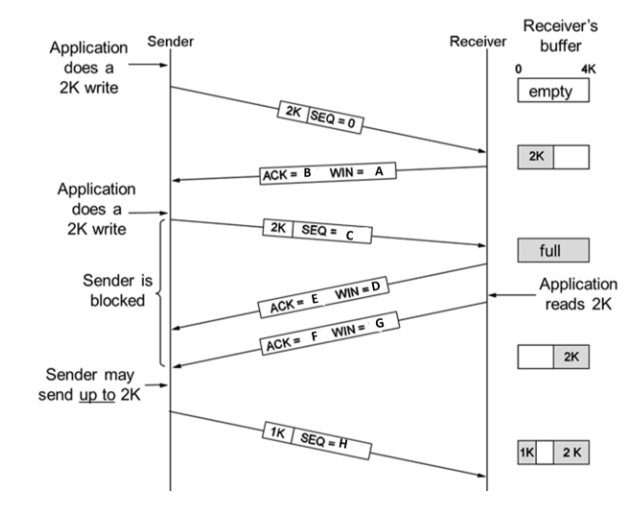 Application
does a
2K write
Sender
Receiver
Receiver's
buffer
0 4K
empty
2K SEQ = 0
2K
ACK = B WIN = A
Application
does a
2K write
2K SEQ = C
full
Sender is
blocked
ACK = E WIN = D
Application
reads 2K
ACK = F WIN = G
2K
Sender may
send up to 2K
1K SEQ = H
1K 2 K